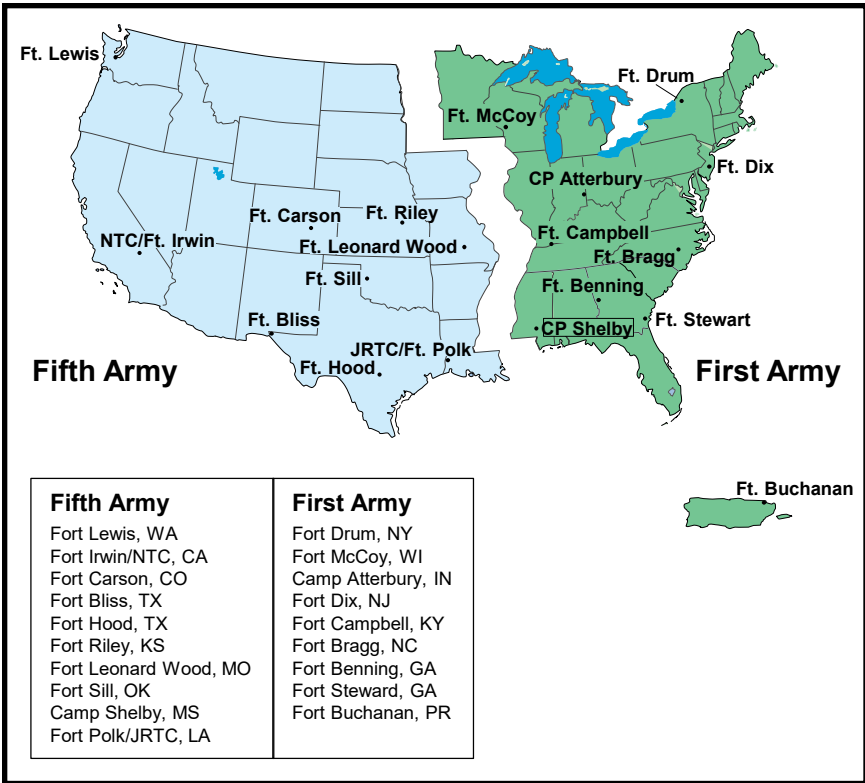 Ft. Lewis
Ft. Drum
Ft. McCoy
Ft. Dix
CP Atterbury
Ft. Carson
Ft. Riley
Ft. Campbell
NTC/Ft. Irwin
Ft. Leonard Wood
Ft. Bragg
Ft. Sill
Ft. Benning
Ft. Bliss
CP Shelby
Ft. Stewart
JRTC/Ft. Polk
Ft. Hood
Fifth Army
First Army
Ft. Buchanan
Fifth Army
Fort Lewis, WA
Fort Irwin/NTC, CA
Fort Carson, CO
Fort Bliss, TX
Fort Hood, TX
Fort Riley, KS
Fort Leonard Wood, MO
Fort Sill, OK
Camp Shelby, MS
Fort Polk/JRTC, LA
First Army
Fort Drum, NY
Fort McCoy, WI
Camp Atterbury, IN
Fort Dix, NJ
Fort Campbell, KY
Fort Bragg, NC
Fort Benning, GA
Fort Steward, GA
Fort Buchanan, PR